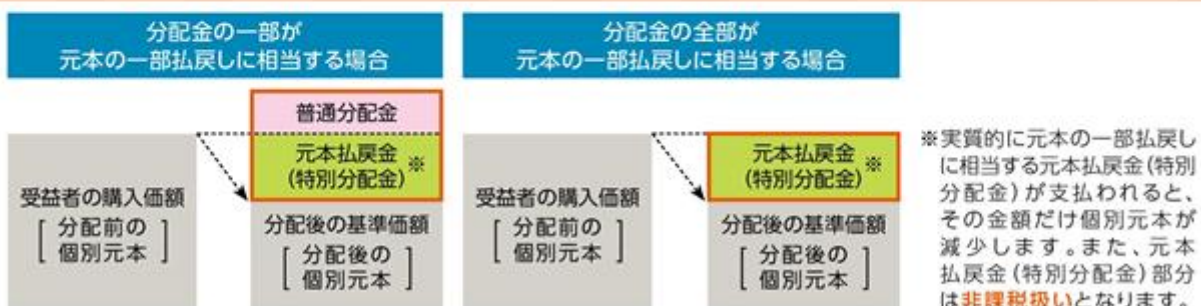 分配金の一部が
元本の一部払戻しに相当する場合
普通分配金
元本払戻金
(特別分配金)
※
受益者の購入価額
[ 分配前の
個別元本 ]
分配後の基準価額
[ 分配後の
個別元本 ]
分配金の全部が
元本の一部払戻しに相当する場合
元本払戻金
(特別分配金)
※
受益者の購入価額
[ 分配前の
個別元本 ]
分配後の基準価額
[ 分配後の
個別元本 ]
※実質的に元本の一部払戻し
に相当する元本払戻金(特別
分配金)が支払われると、
その金額だけ個別元本が
減少します。また、元本
払戻金(特別分配金)部分
は非課税扱いとなります。